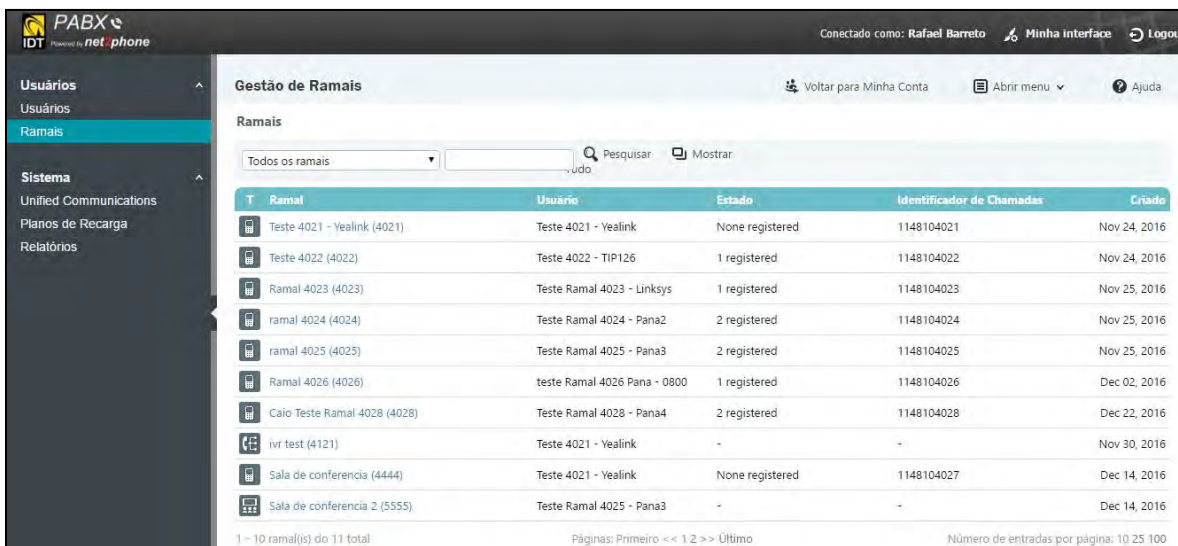 PABX
IDT Powered by net2phone
Conectado como: Rafael Barreto Minha interface Logou
Usuários
Usuários
Ramais
Sistema
Unified Communications
Planos de Recarga
Relatórios
Gestão de Ramais Voltar para Minha Conta Abrir menu Ajuda
Ramais
Todos os ramais Pesquisar Mostrar
Tudo
T Ramal Usuário Estado Identificador de Chamadas Criado
Teste 4021 - Yealink (4021) Teste 4021 - Yealink None registered 1148104021 Nov 24, 2016
Teste 4022 (4022) Teste 4022 - TIP126 1 registered 1148104022 Nov 24, 2016
Ramal 4023 (4023) Teste Ramal 4023 - Linksys 1 registered 1148104023 Nov 25, 2016
ramal 4024 (4024) Teste Ramal 4024 - Pana2 2 registered 1148104024 Nov 25, 2016
ramal 4025 (4025) Teste Ramal 4025 - Pana3 2 registered 1148104025 Nov 25, 2016
Ramal 4026 (4026) teste Ramal 4026 Pana - 0800 1 registered 1148104026 Dec 02, 2016
Caio Teste Ramal 4028 (4028) Teste Ramal 4028 - Pana4 2 registered 1148104028 Dec 22, 2016
ivr test (4121) Teste 4021 - Yealink - - Nov 30, 2016
Sala de conferencia (4444) Teste 4021 - Yealink None registered 1148104027 Dec 14, 2016
Sala de conferencia 2 (5555) Teste Ramal 4025 - Pana3 - - Dec 14, 2016
1 - 10 ramal(is) do 11 total Páginas: Primeiro << 1 2 >> Último Número de entradas por página: 10 25 100